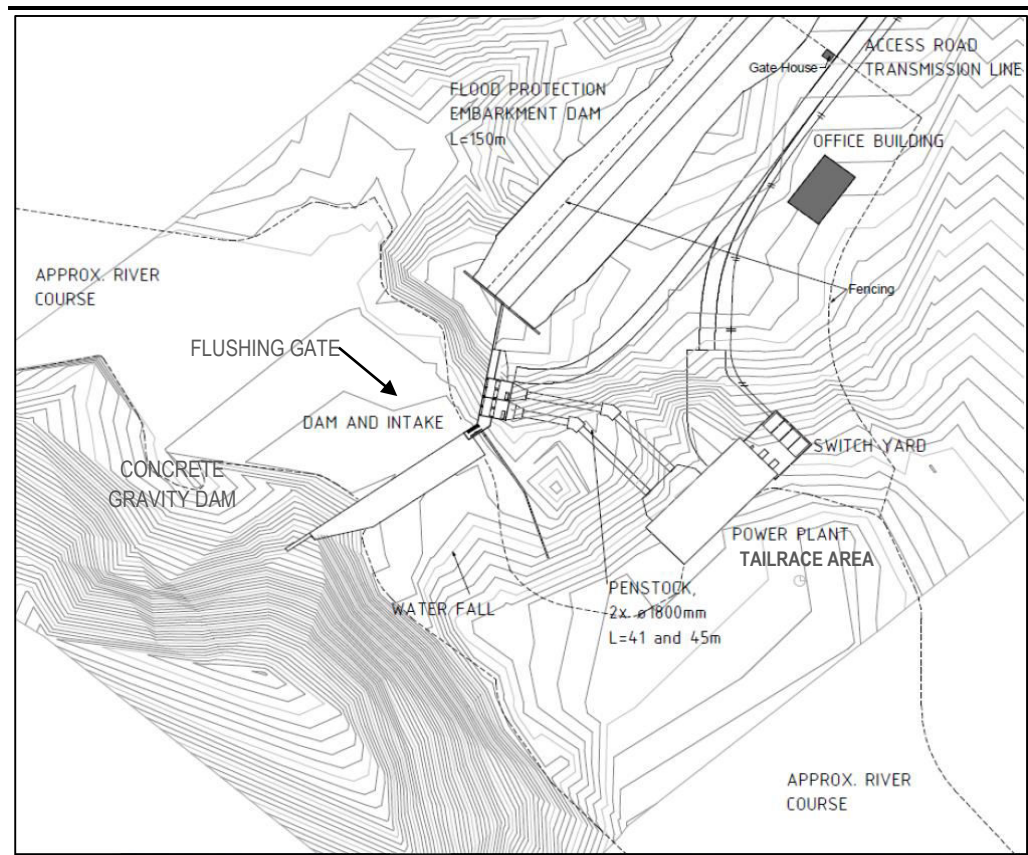 ACCESS ROAD
TRANSMISSION LINE
Gate House
FLOOD PROTECTION
EMBARKMENT DAM
L=150m
OFFICE BUILDING
APPROX. RIVER
COURSE
Fencing
FLUSHING GATE
DAM AND INTAKE
SWITCH YARD
CONCRETE
GRAVITY DAM
POWER PLANT
TAILRACE AREA
WATER FALL
PENSTOCK,
2x ø1800mm
L=41 and 45m
APPROX. RIVER
COURSE